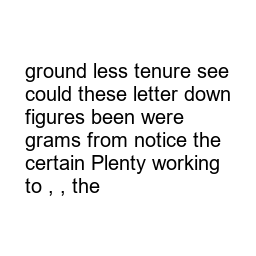 ground less tenure see
could these letter down
figures been were
grams from notice the
certain Plenty working
to , , the